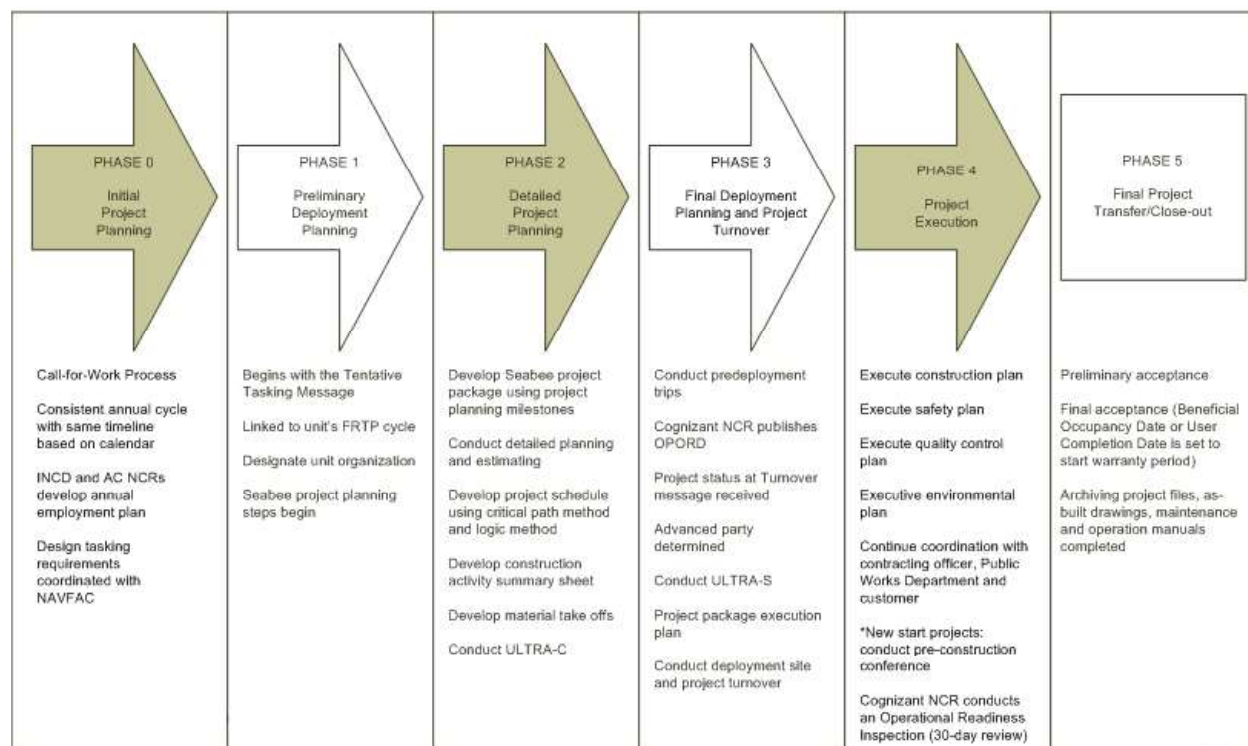 PHASE 0
Initial
Project
Planning
Call-for-Work Process
Consistent annual cycle
with same timeline
based on calendar
INCD and AC NCRs
develop annual
employment plan
Design tasking
requirements
coordinated with
NAVFAC
PHASE 1
Preliminary
Deployment
Planning
Begins with the Tentative
Tasking Message
Linked to unit's FRTP cycle
Designate unit organization
Seabee project planning
steps begin
PHASE 2
Detailed
Project
Planning
Develop Seabee project
package using project
planning milestones
Conduct detailed planning
and estimating
Develop project schedule
using critical path method
and logic method
Develop construction
activity summary sheet
Develop material take offs
Conduct ULTRA-C
PHASE 3
Final Deployment
Planning and Project
Turnover
Conduct predeployment
trips
Cognizant NCR publishes
OPORD
Project status at Turnover
message received
Advanced party
determined
Conduct ULTRA-S
Project package execution
plan
Conduct deployment site
and project turnover
PHASE 4
Project
Execution
Execute construction plan
Execute safety plan
Execute quality control
plan
Executive environmental
plan
Continue coordination with
contracting officer, Public
Works Department and
customer
*New start projects:
conduct pre-construction
conference
Cognizant NCR conducts
an Operational Readiness
Inspection (30-day review)
PHASE 5
Final Project
Transfer/Close-out
Preliminary acceptance
Final acceptance (Beneficial
Occupancy Date or User
Completion Date is set to
start warranty period)
Archiving project files, as-
built drawings, maintenance
and operation manuals
completed